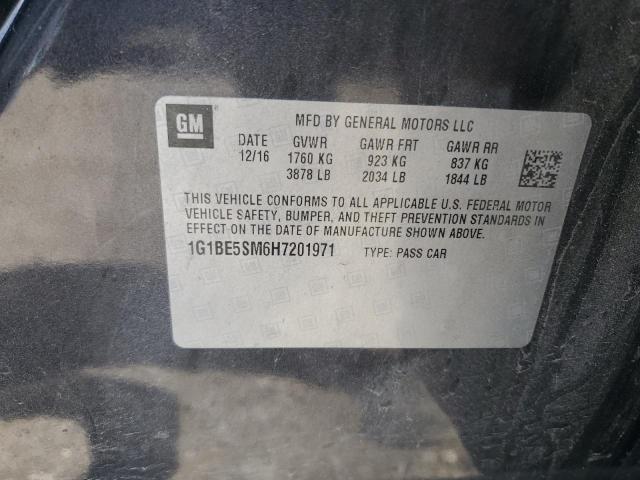 GM
MFD BY GENERAL MOTORS LLC
DATE GVWR GAWR FRT GAWR RR
12/16 1760 KG 923 KG 837 KG
3878 LB 2034 LB 1844 LB
THIS VEHICLE CONFORMS TO ALL APPLICABLE U.S. FEDERAL MOTOR
VEHICLE SAFETY, BUMPER, AND THEFT PREVENTION STANDARDS IN
EFFECT ON THE DATE OF MANUFACTURE SHOWN ABOVE.
1G1BE5SM6H7201971 TYPE: PASS CAR